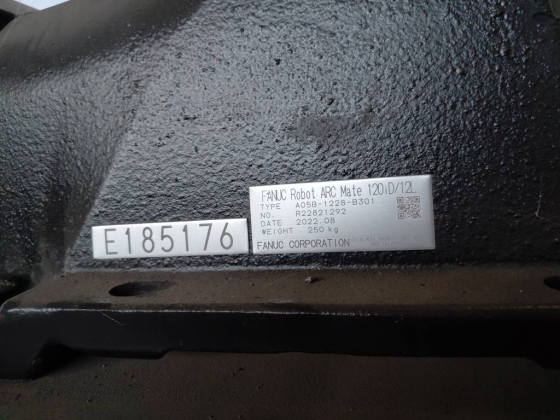 E185176
FANUC Robot ARC Mate 120iD/12L
TYPE A05B-1228-B301
NO. R22821292
DATE 2022.08
WEIGHT 250 kg
FANUC CORPORATION